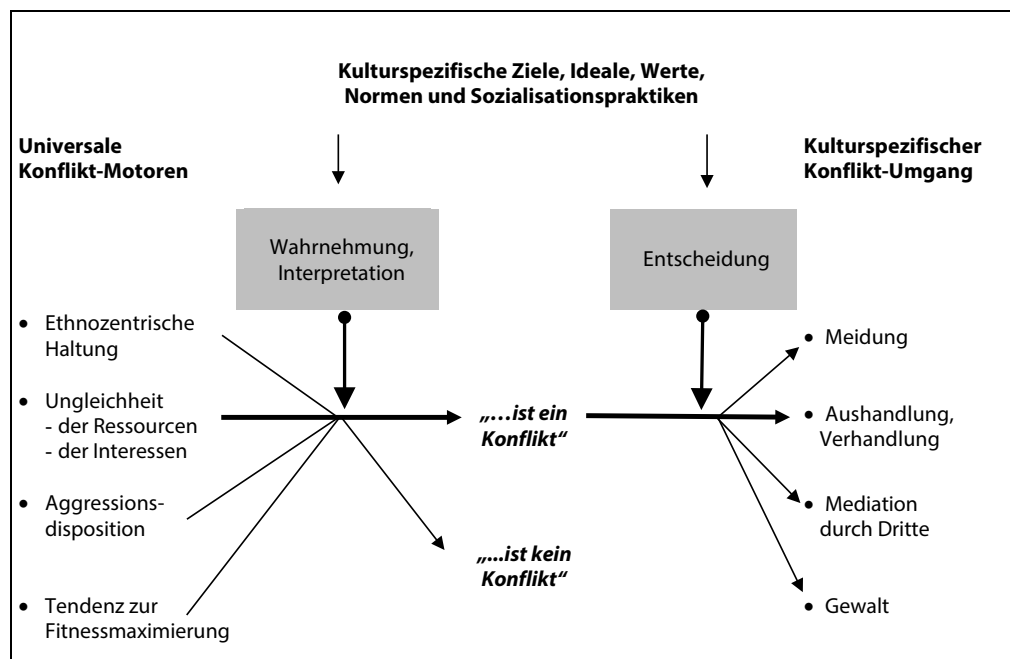 Kulturspezifische Ziele, Ideale, Werte,
Normen und Sozialisationspraktiken
Universale
Konflikt-Motoren
Kulturspezifischer
Konflikt-Umgang
Wahrnehmung,
Interpretation
Entscheidung
• Ethnozentrische
Haltung
• Ungleichheit
- der Ressourcen
- der Interessen
• Aggressions-
disposition
• Tendenz zur
Fitnessmaximierung
„…ist ein
Konflikt“
„...ist kein
Konflikt“
• Meidung
• Aushandlung,
Verhandlung
• Mediation
durch Dritte
• Gewalt